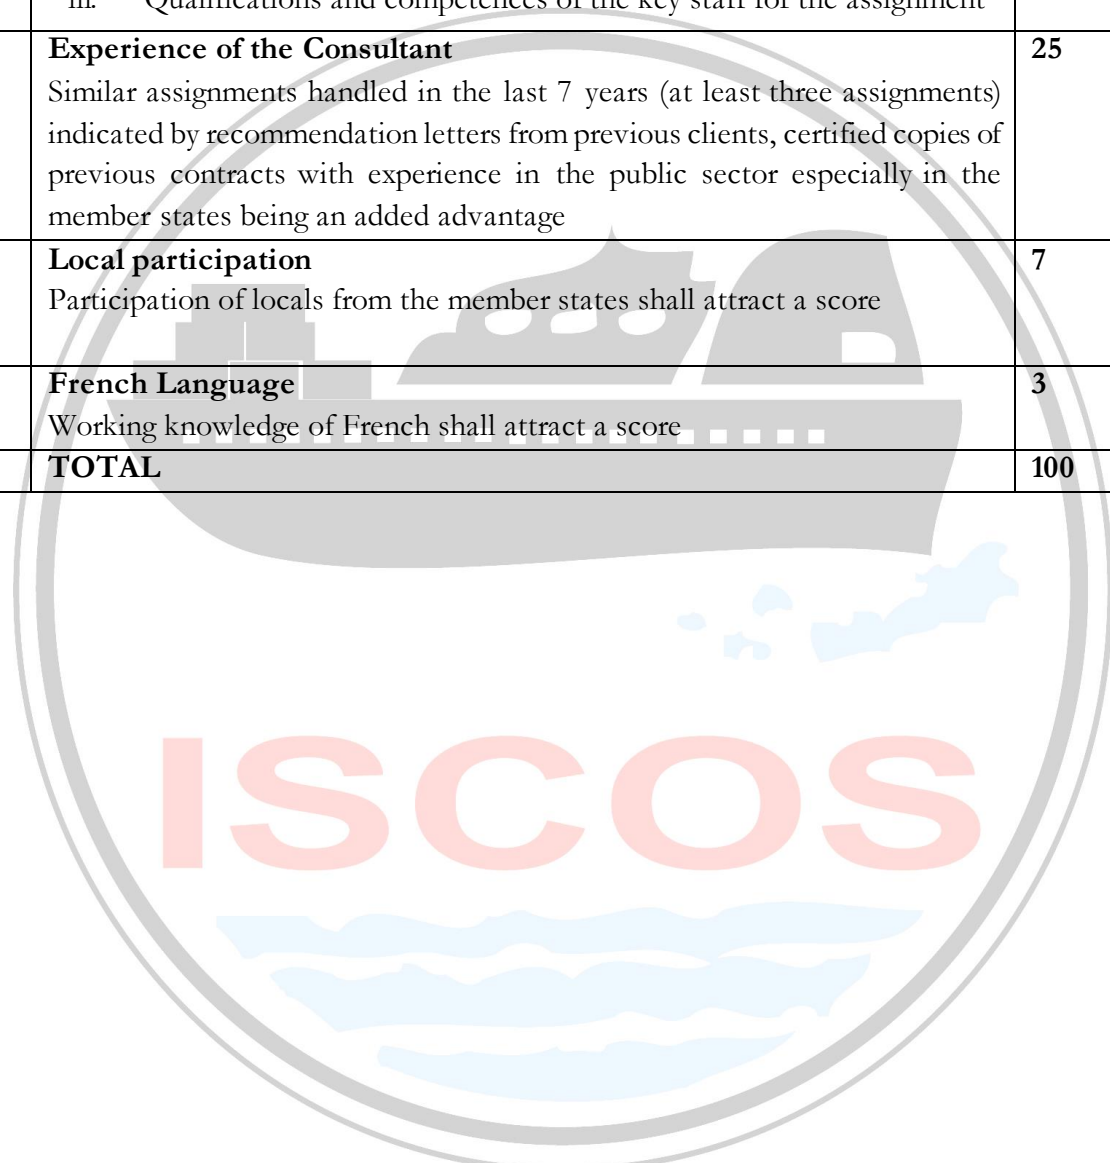 iii. Qualifications and competences of the key staff for the assignment
Experience of the Consultant 25
Similar assignments handled in the last 7 years (at least three assignments)
indicated by recommendation letters from previous clients, certified copies of
previous contracts with experience in the public sector especially in the
member states being an added advantage
Local participation 7
Participation of locals from the member states shall attract a score
French Language 3
Working knowledge of French shall attract a score
TOTAL 100
ISCOS